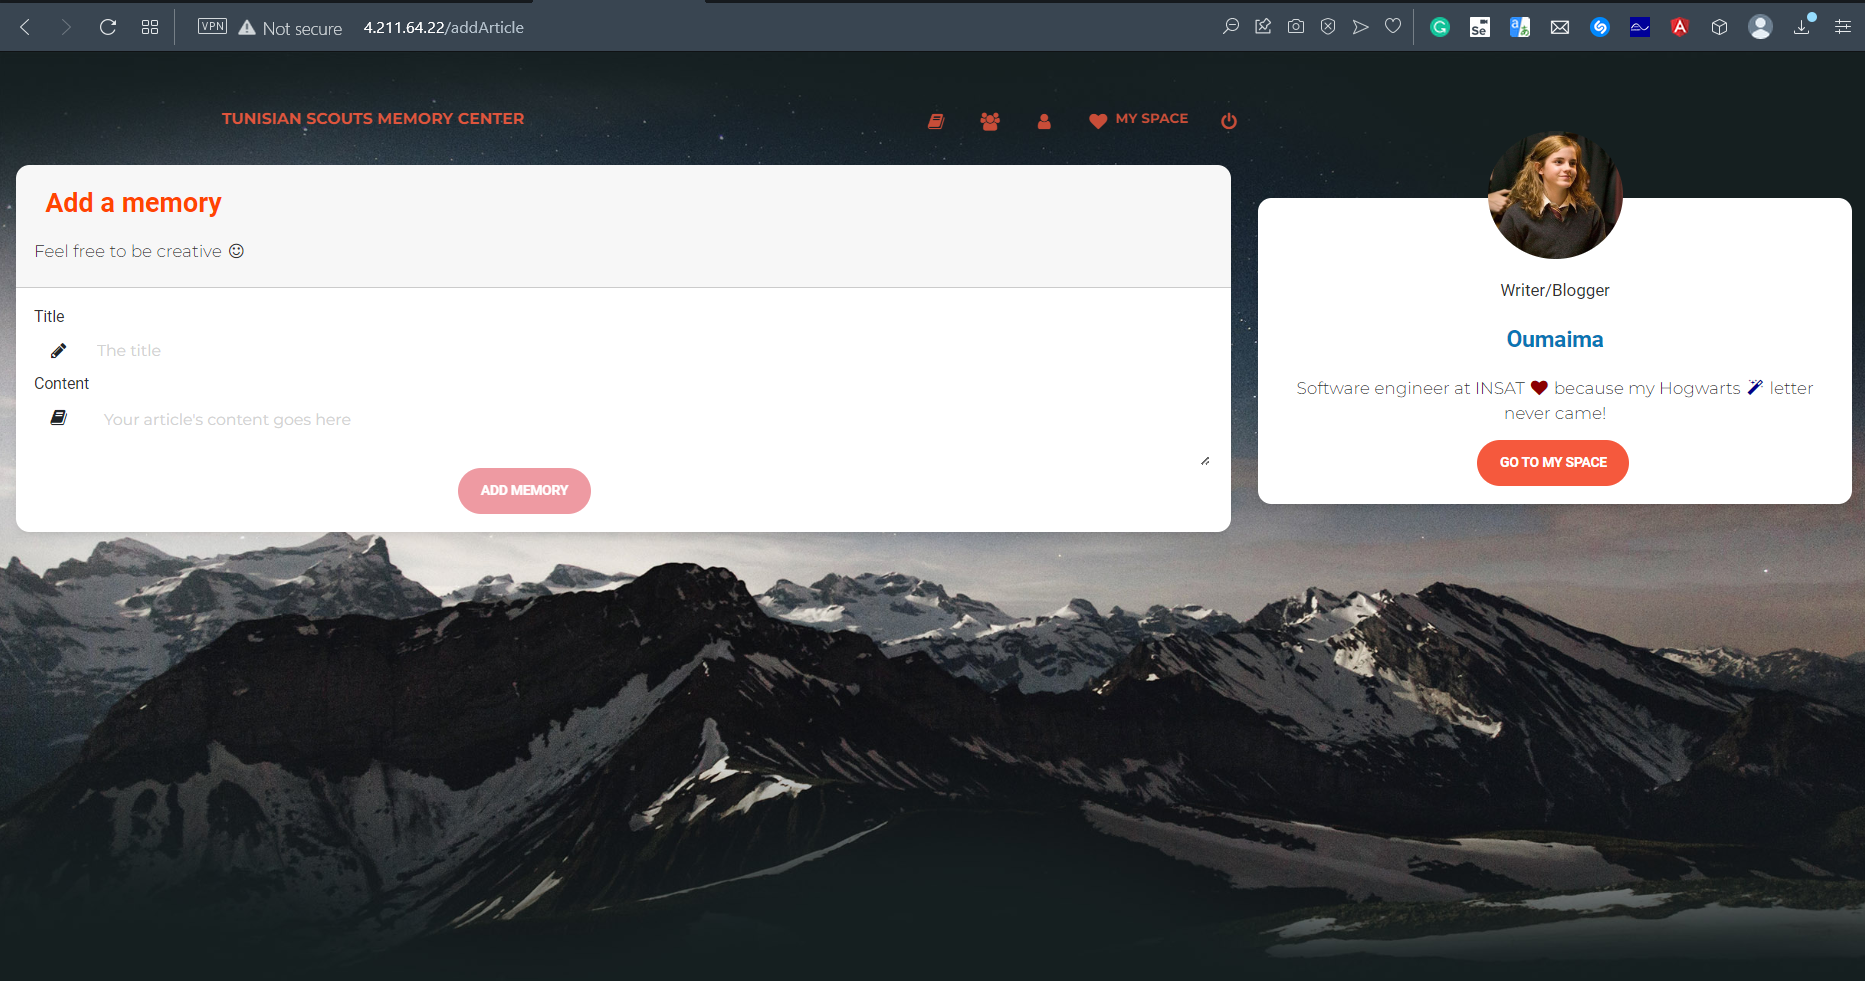 VPN Not secure 4.211.64.22/addArticle
TUNISIAN SCOUTS MEMORY CENTER
MY SPACE
Add a memory
Feel free to be creative
Title
The title
Content
Your article's content goes here
ADD MEMORY
Writer/Blogger
Oumaima
Software engineer at INSAT ♥ because my Hogwarts letter
never came!
GO TO MY SPACE